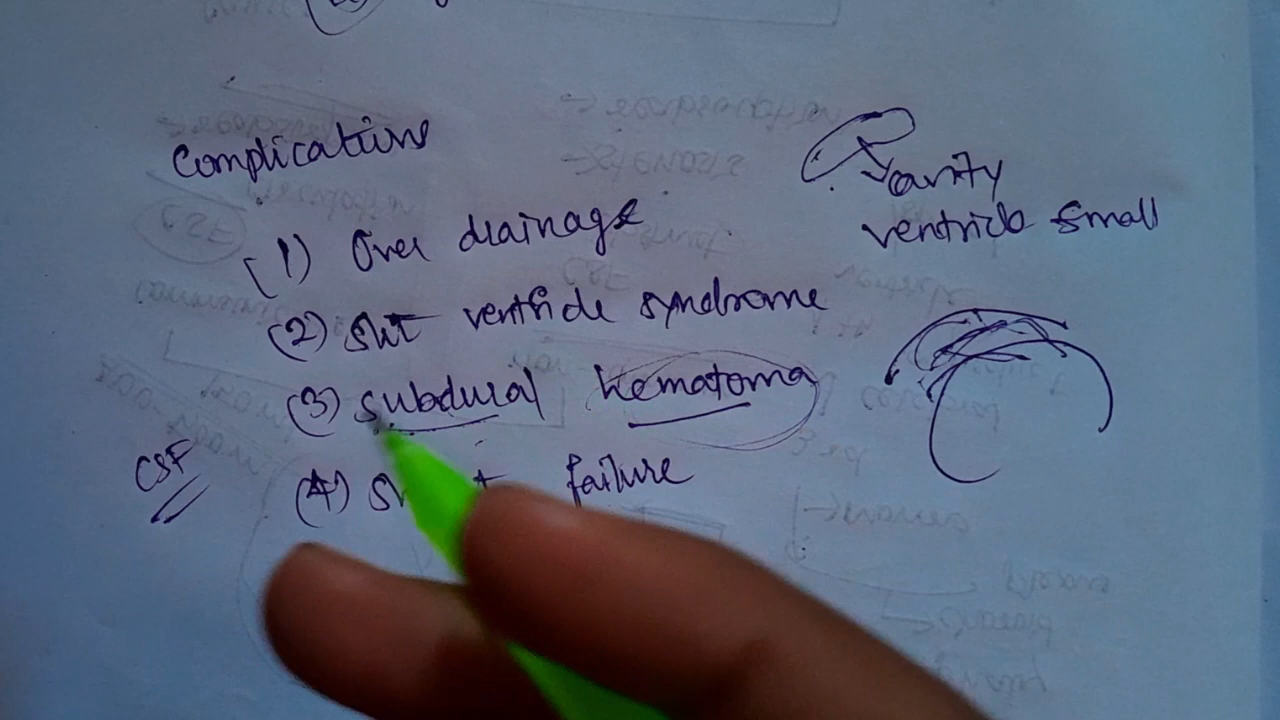 Complications
(1) Over drainage
(2) Slit ventricle syndrome
(3) subdural hematoma
(4) failure
CSF
cavity
ventricle small